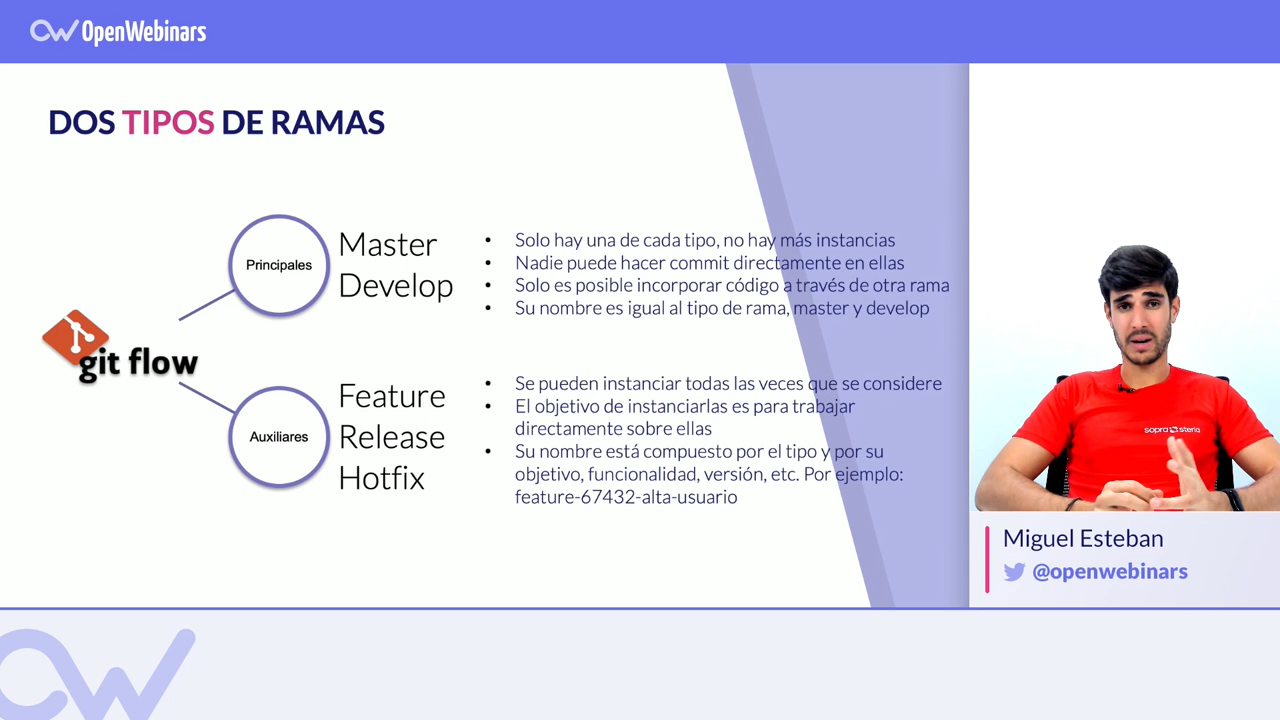 OpenWebinars
DOS TIPOS DE RAMAS
Principales
Master
Develop
• Solo hay una de cada tipo, no hay más instancias
• Nadie puede hacer commit directamente en ellas
• Solo es posible incorporar código a través de otra rama
• Su nombre es igual al tipo de rama, master y develop
git flow
Auxiliares
Feature
Release
Hotfix
• Se pueden instanciar todas las veces que se considere
• El objetivo de instanciarlas es para trabajar
directamente sobre ellas
• Su nombre está compuesto por el tipo y por su
objetivo, funcionalidad, versión, etc. Por ejemplo:
feature-67432-alta-usuario
sopra steria
Miguel Esteban
@openwebinars